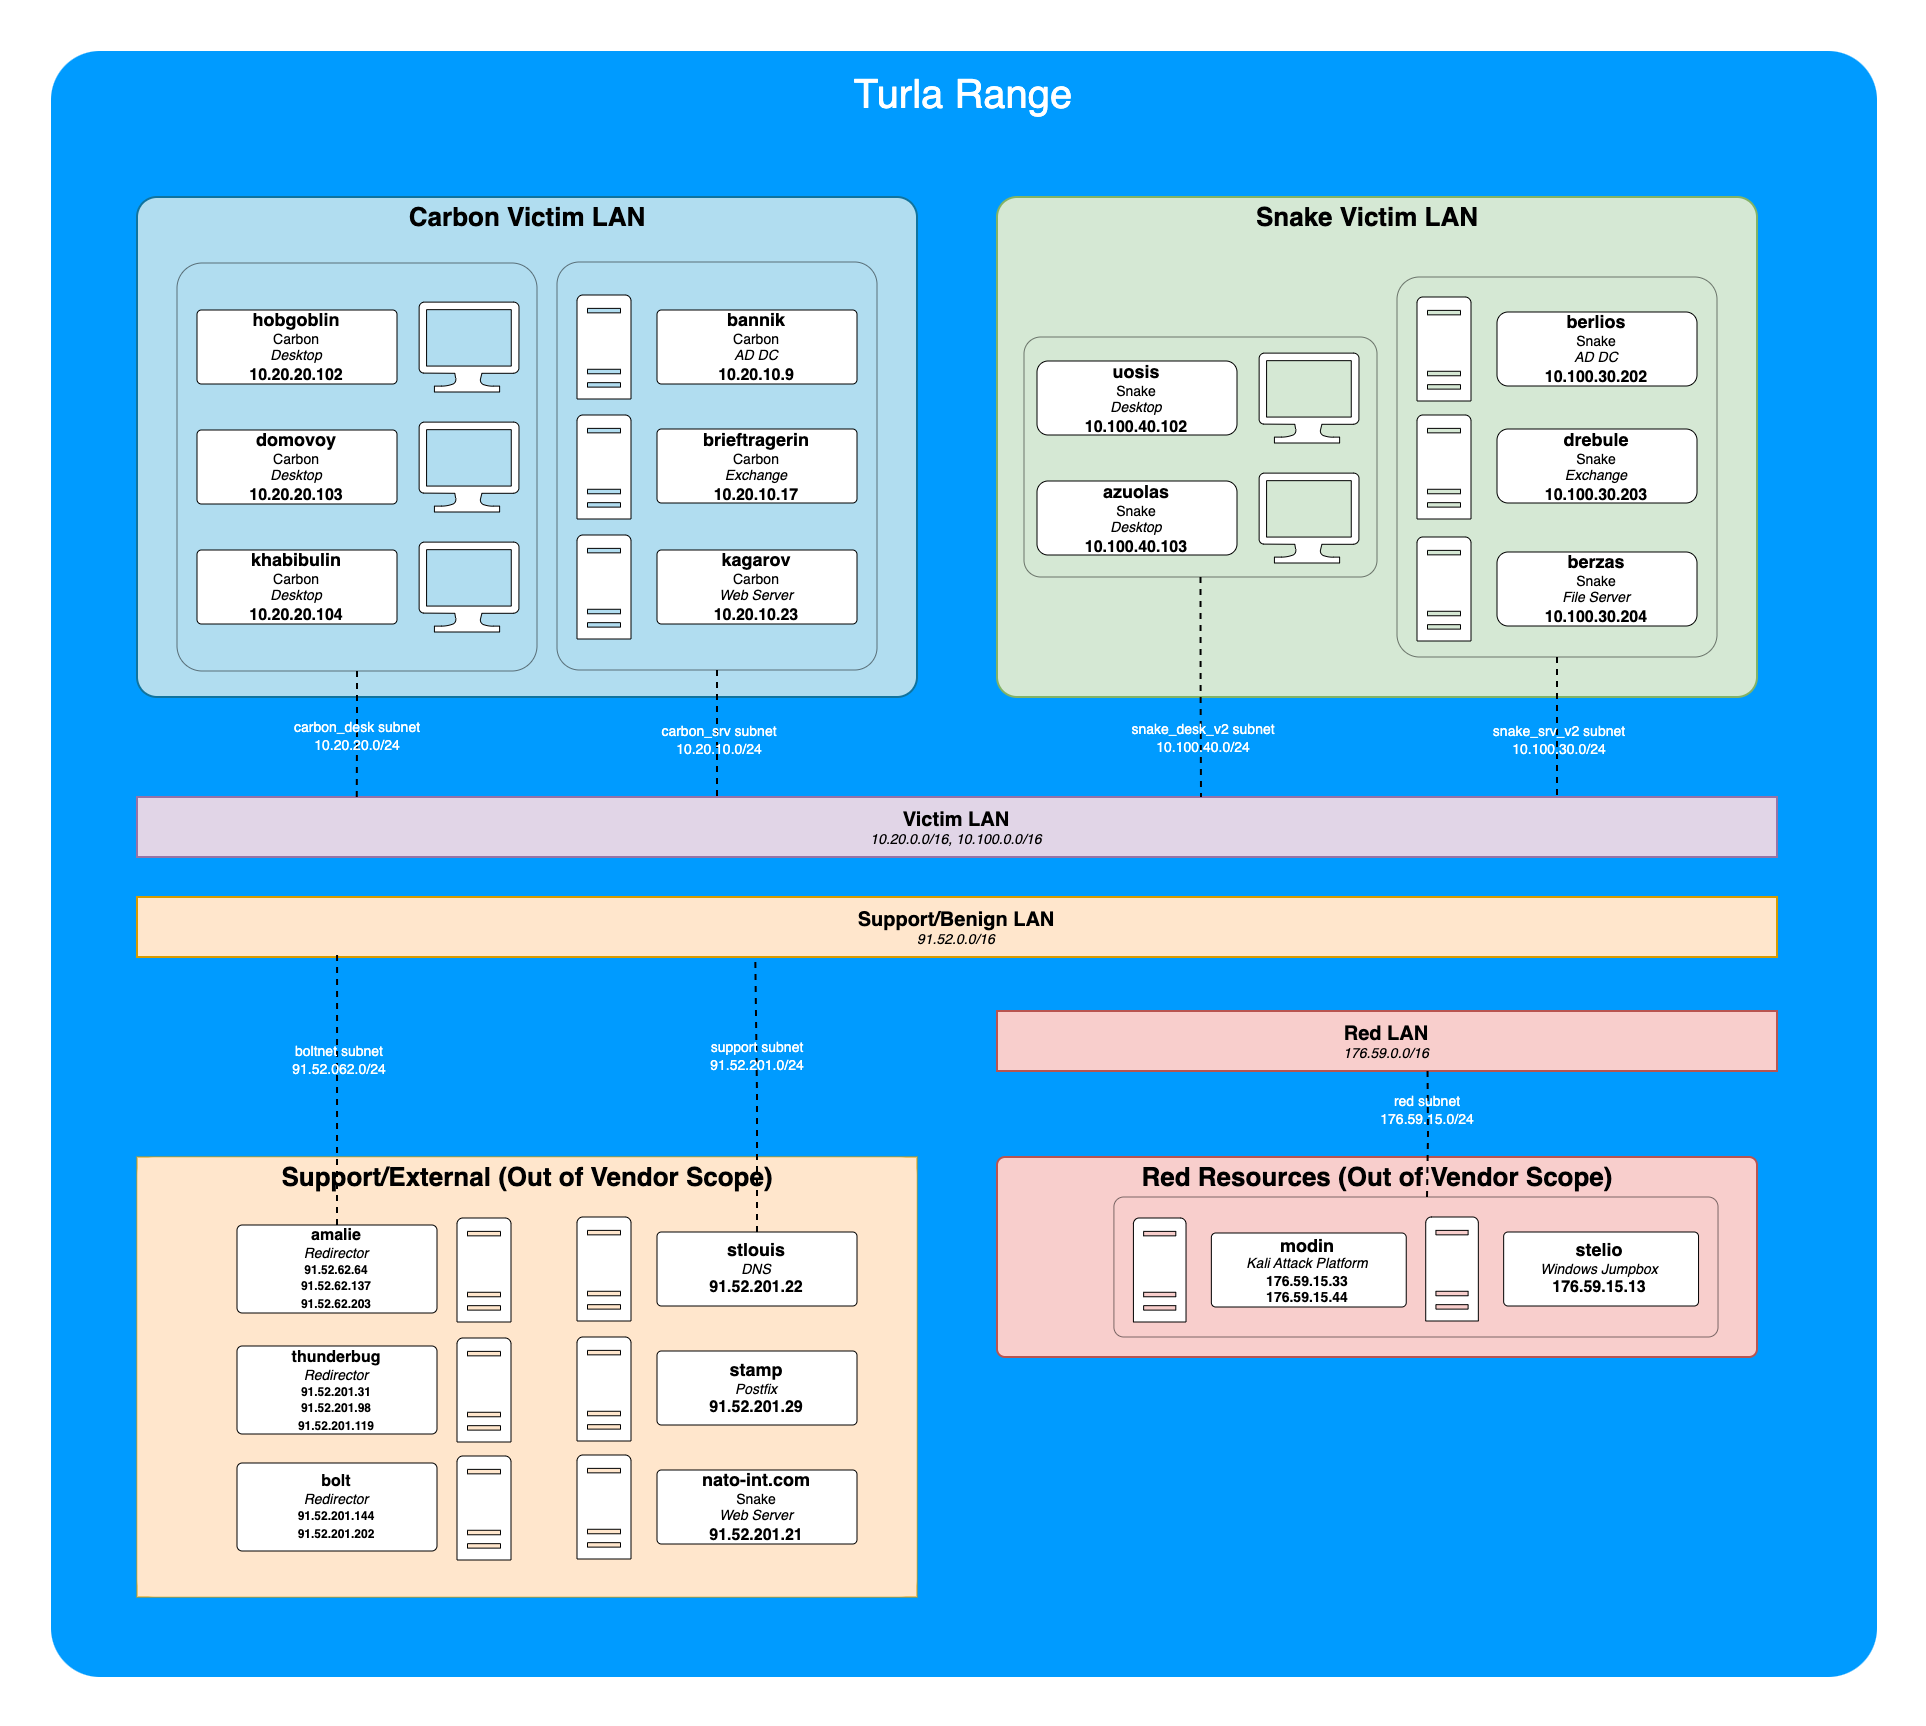 Turla Range
Carbon Victim LAN
hobgoblin
Carbon
Desktop
10.20.20.102
domovoy
Carbon
Desktop
10.20.20.103
khabibulin
Carbon
Desktop
10.20.20.104
bannik
Carbon
AD DC
10.20.10.9
brieftragerin
Carbon
Exchange
10.20.10.17
kagarov
Carbon
Web Server
10.20.10.23
Snake Victim LAN
uosis
Snake
Desktop
10.100.40.102
azuolas
Snake
Desktop
10.100.40.103
berlios
Snake
AD DC
10.100.30.202
drebule
Snake
Exchange
10.100.30.203
berzas
Snake
File Server
10.100.30.204
carbon_desk subnet
10.20.20.0/24
carbon_srv subnet
10.20.10.0/24
snake_desk_v2 subnet
10.100.40.0/24
snake_srv_v2 subnet
10.100.30.0/24
Victim LAN
10.20.0.0/16, 10.100.0.0/16
Support/Benign LAN
91.52.0.0/16
boltnet subnet
91.52.062.0/24
support subnet
91.52.201.0/24
Red LAN
176.59.0.0/16
red subnet
176.59.15.0/24
Support/External (Out of Vendor Scope)
amalie
Redirector
91.52.62.64
91.52.62.137
91.52.62.203
thunderbug
Redirector
91.52.201.31
91.52.201.98
91.52.201.119
bolt
Redirector
91.52.201.144
91.52.201.202
stlouis
DNS
91.52.201.22
stamp
Postfix
91.52.201.29
nato-int.com
Snake
Web Server
91.52.201.21
Red Resources (Out of Vendor Scope)
modin
Kali Attack Platform
176.59.15.33
176.59.15.44
stelio
Windows Jumpbox
176.59.15.13